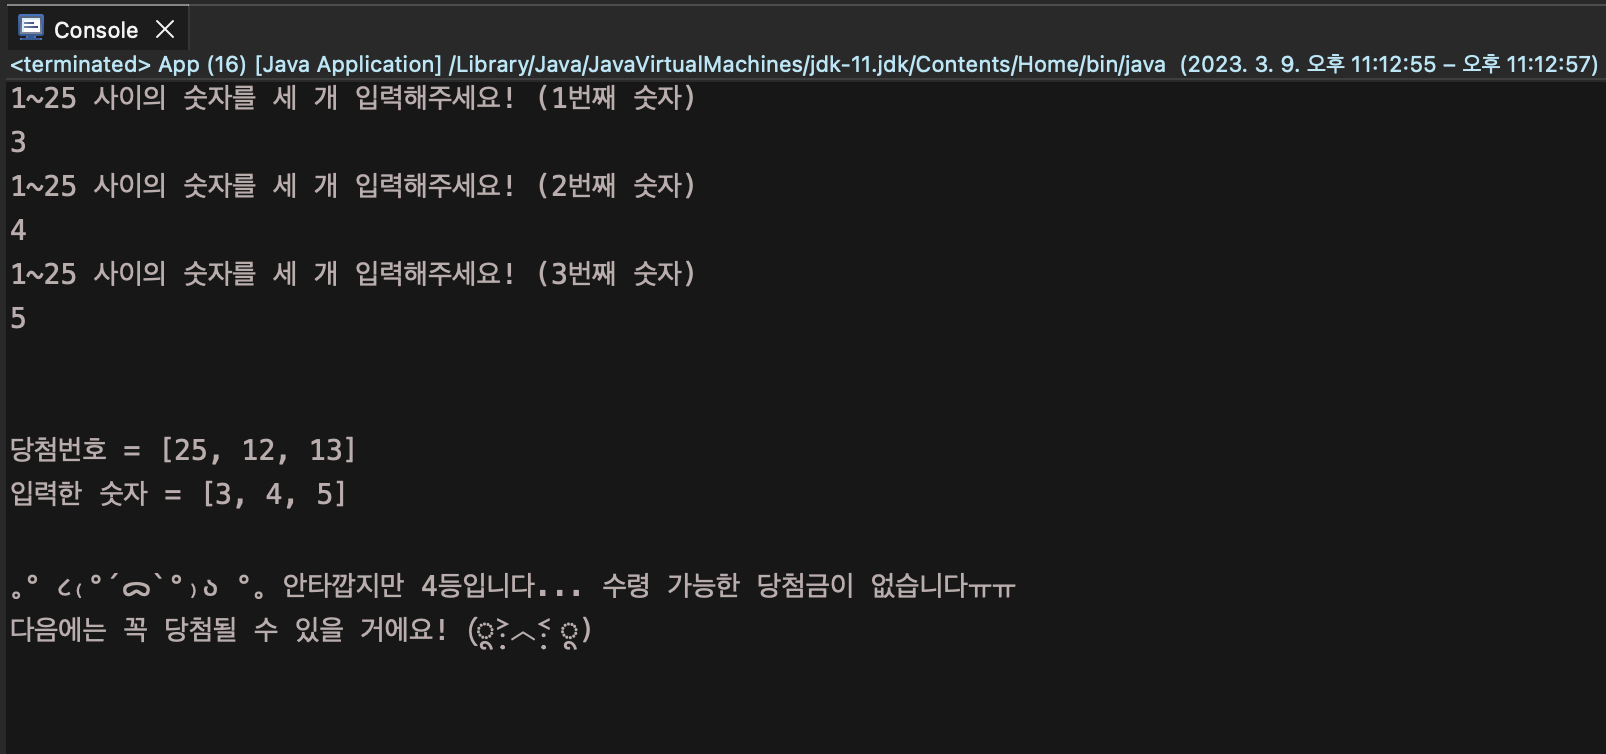 Console
<terminated> App (16) [Java Application] /Library/Java/JavaVirtualMachines/jdk-11.jdk/Contents/Home/bin/java (2023. 3. 9. 오후 11:12:55 – 오후 11:12:57)
1~25 사이의 숫자를 세 개 입력해주세요! (1번째 숫자)
3
1~25 사이의 숫자를 세 개 입력해주세요! (2번째 숫자)
4
1~25 사이의 숫자를 세 개 입력해주세요! (3번째 숫자)
5
당첨번호 = [25, 12, 13]
입력한 숫자 = [3, 4, 5]
｡° ૮₍°´ᯅ`°₎ა °｡ 안타깝지만 4등입니다... 수령 가능한 당첨금이 없습니다ㅠㅠ
다음에는 꼭 당첨될 수 있을 거에요! (ू˃̣̣̣̣̣̣︿˂̣̣̣̣̣̣ ू)